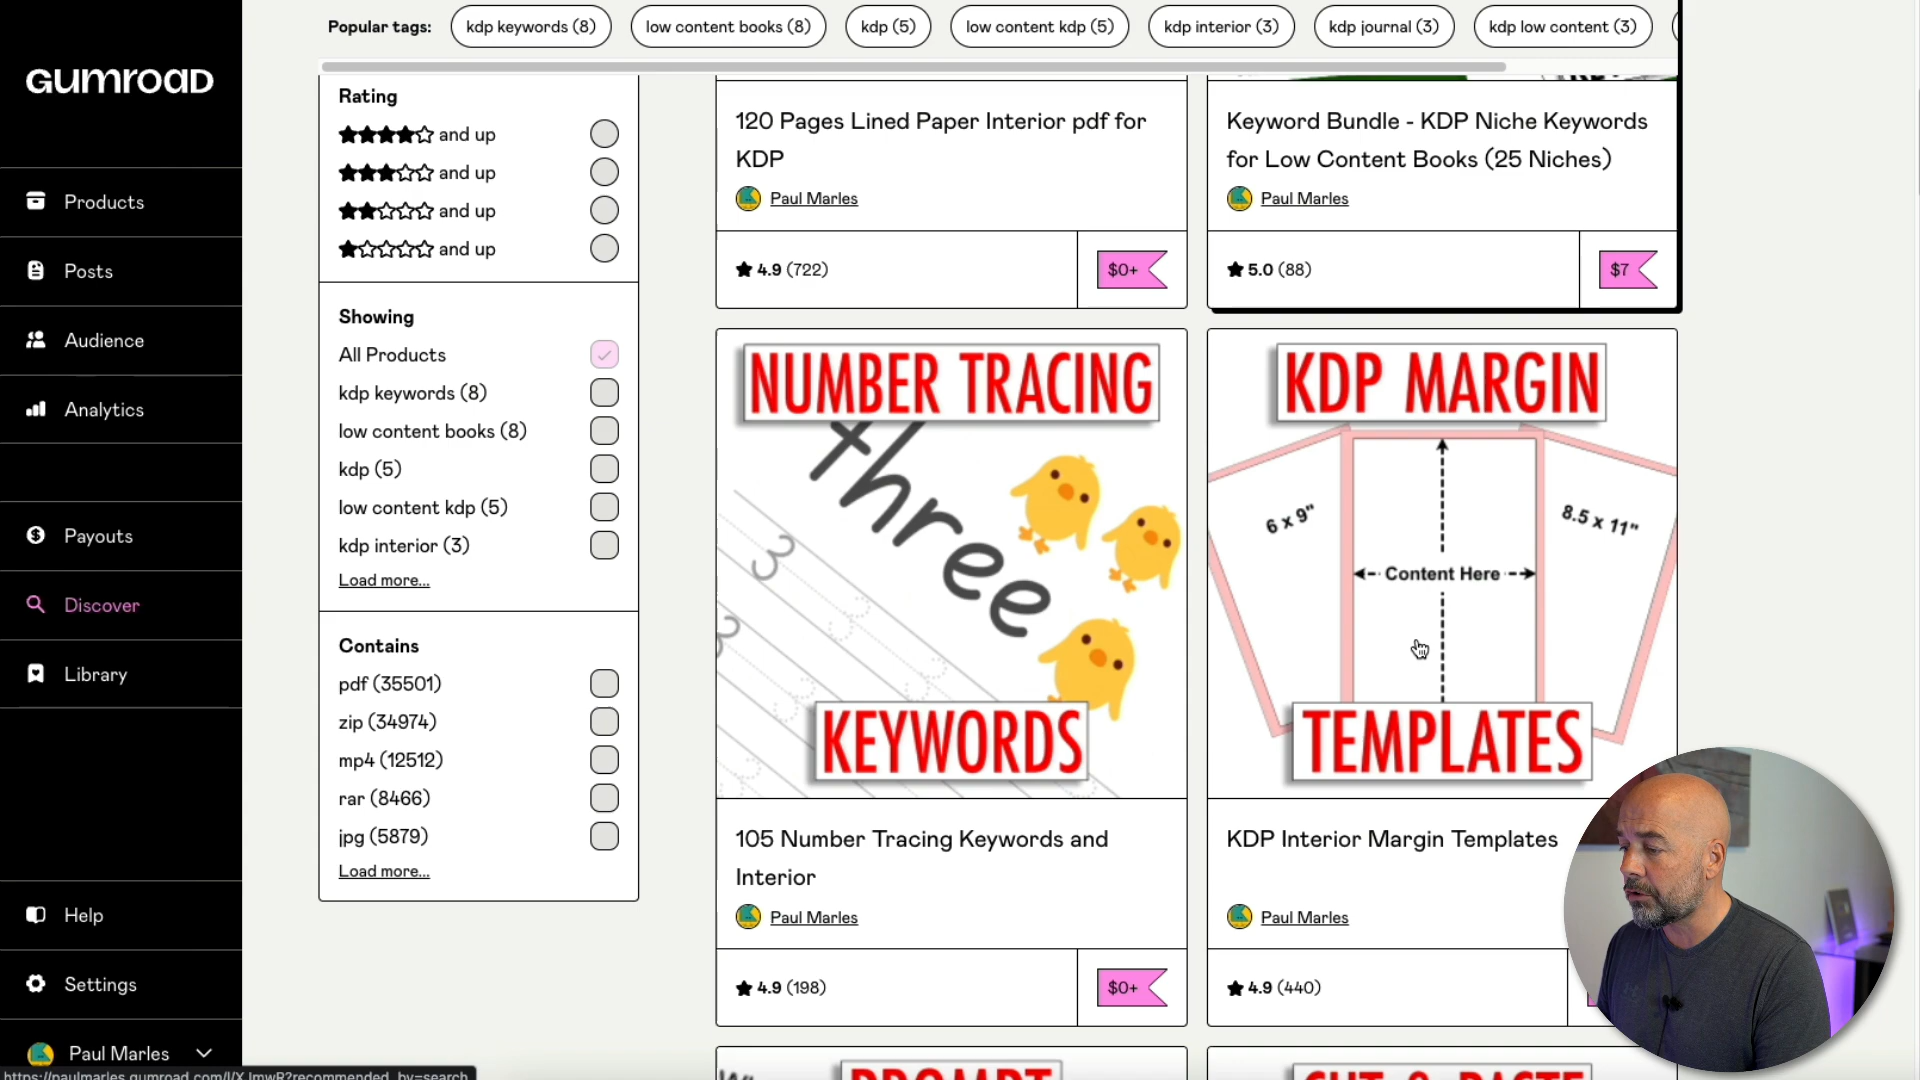 Popular tags:
kdp keywords (8)
low content books (8)
kdp (5)
low content kdp (5)
kdp interior (3)
kdp journal (3)
kdp low content (3)
GUMROAD
Products
Posts
Audience
Analytics
Payouts
Discover
Library
Help
Settings
Paul Marles
Rating
and up
and up
and up
and up
Showing
All Products
kdp keywords (8)
low content books (8)
kdp (5)
low content kdp (5)
kdp interior (3)
Load more...
Contains
pdf (35501)
zip (34974)
mp4 (12512)
rar (8466)
jpg (5879)
Load more...
120 Pages Lined Paper Interior pdf for
KDP
Paul Marles
4.9 (722)
$0+
Keyword Bundle - KDP Niche Keywords
for Low Content Books (25 Niches)
Paul Marles
5.0 (88)
$7
NUMBER TRACING
three
3
3
KEYWORDS
105 Number Tracing Keywords and
Interior
Paul Marles
4.9 (198)
$0+
KDP MARGIN
6 x 9"
8.5 x 11"
Content Here
TEMPLATES
KDP Interior Margin Templates
Paul Marles
4.9 (440)
PROMPT
CUT & PASTE